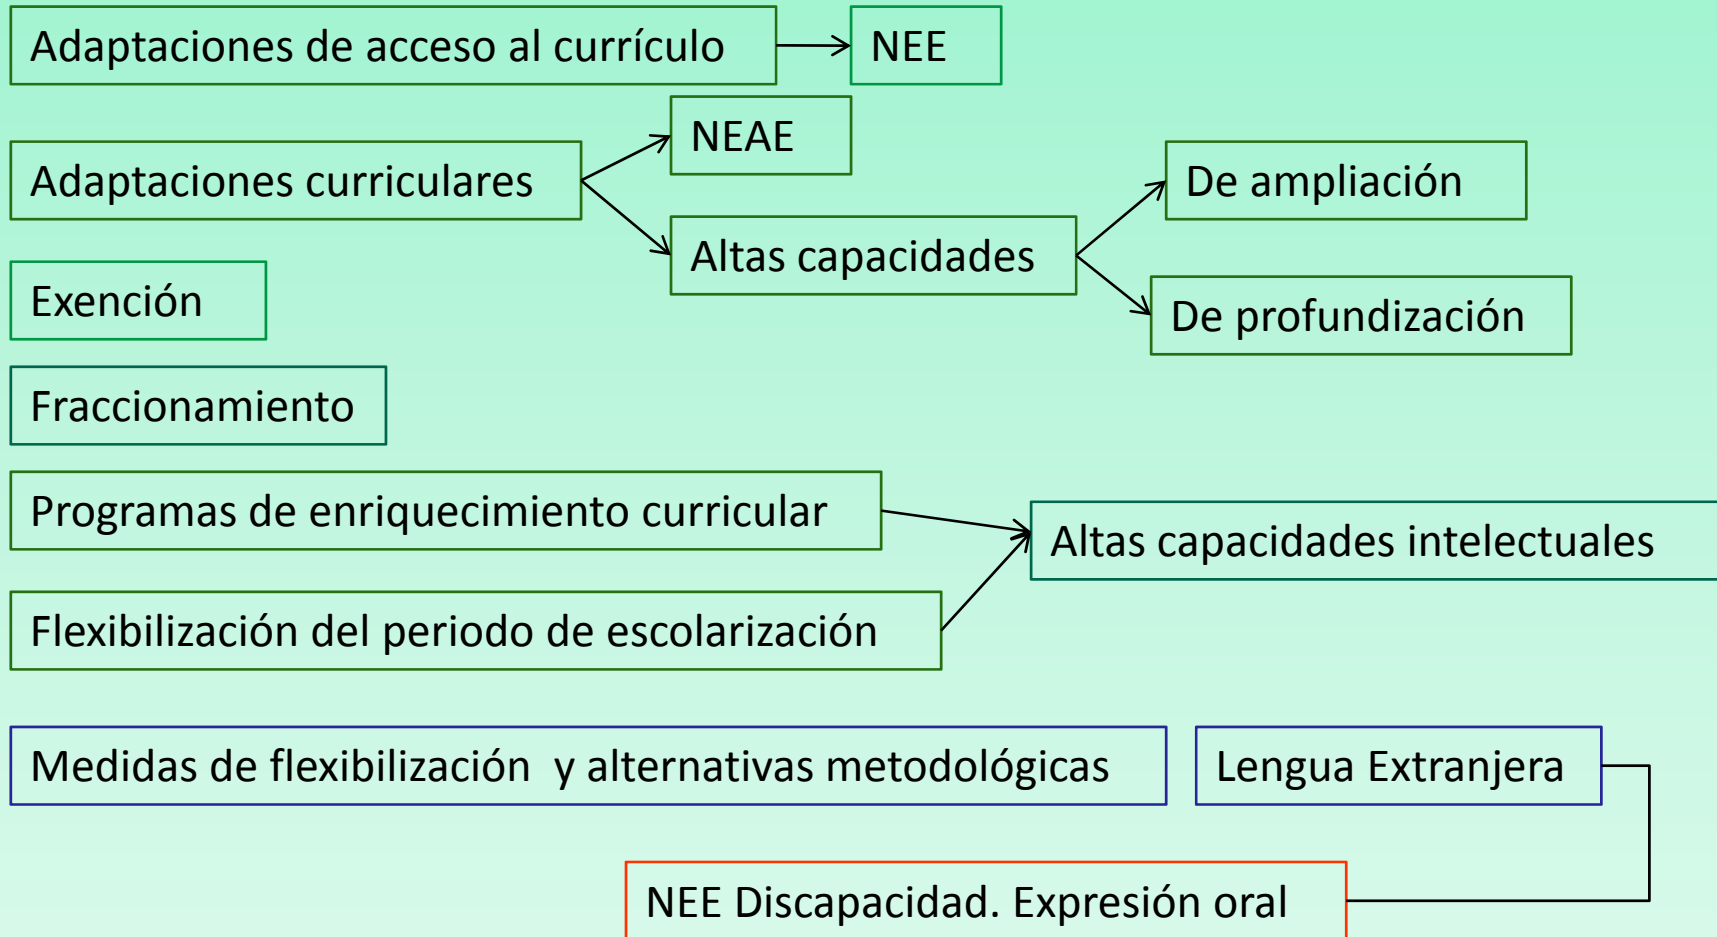 Adaptaciones de acceso al currículo
NEE
NEAE
Adaptaciones curriculares
De ampliación
Altas capacidades
Exención
De profundización
Fraccionamiento
Programas de enriquecimiento curricular
Altas capacidades intelectuales
Flexibilización del periodo de escolarización
Medidas de flexibilización  y alternativas metodológicas
Lengua Extranjera
NEE Discapacidad. Expresión oral